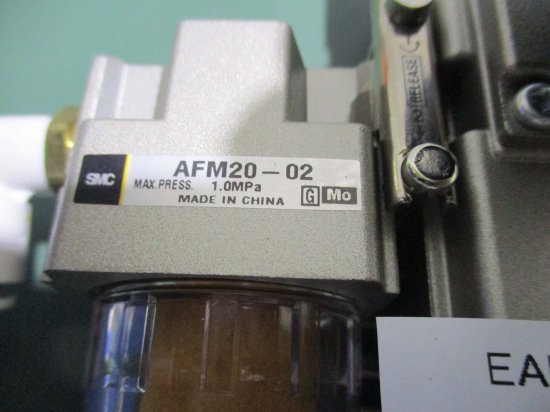 SMC
AFM20-02
MAX. PRESS. 1.0MPa
MADE IN CHINA
G Mo
RELEASE
EA